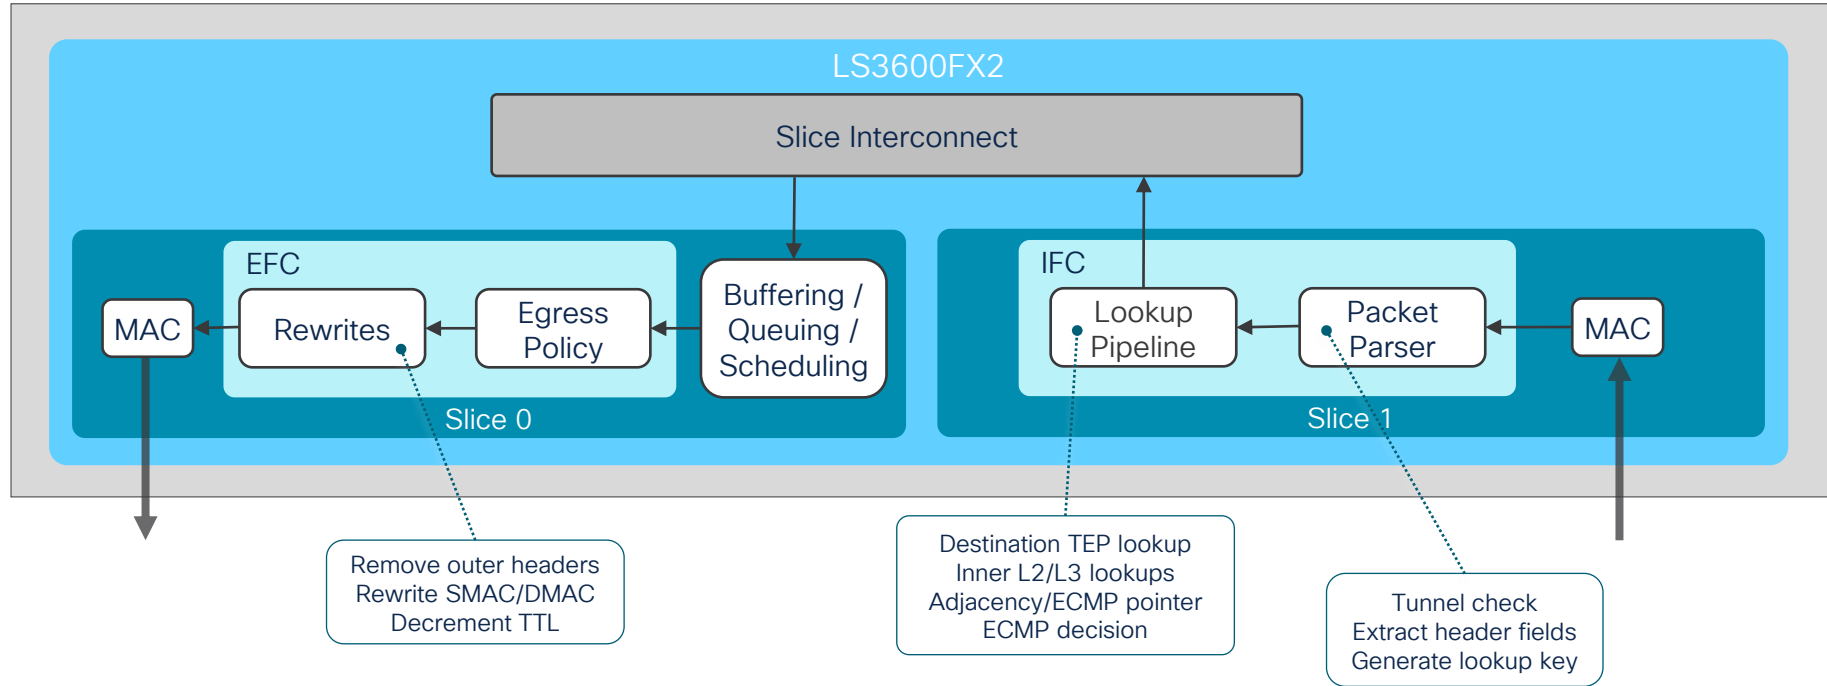 LS3600FX2
Slice Interconnect
EFC
MAC
Rewrites
Egress
Policy
Buffering /
Queuing /
Scheduling
Slice 0
IFC
Lookup
Pipeline
Packet
Parser
MAC
Slice 1
Remove outer headers
Rewrite SMAC/DMAC
Decrement TTL
Destination TEP lookup
Inner L2/L3 lookups
Adjacency/ECMP pointer
ECMP decision
Tunnel check
Extract header fields
Generate lookup key